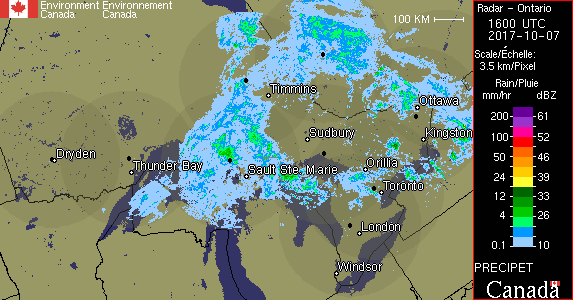 Environment Environnement
Canada Canada
100 KM
Timmins
Ottawa
Sudbury
Kingston
Dryden
Thunder Bay
Sault Ste. Marie
Orillia
Toronto
London
Windsor
Radar - Ontario
1600 UTC
2017-10-07
Scale/Échelle:
3.5 km/Pixel
Rain/Pluie
mm/hr dBZ
200 61
100 52
50 46
24 39
12 33
4 26
0.1 10
PRECIPET
Canada